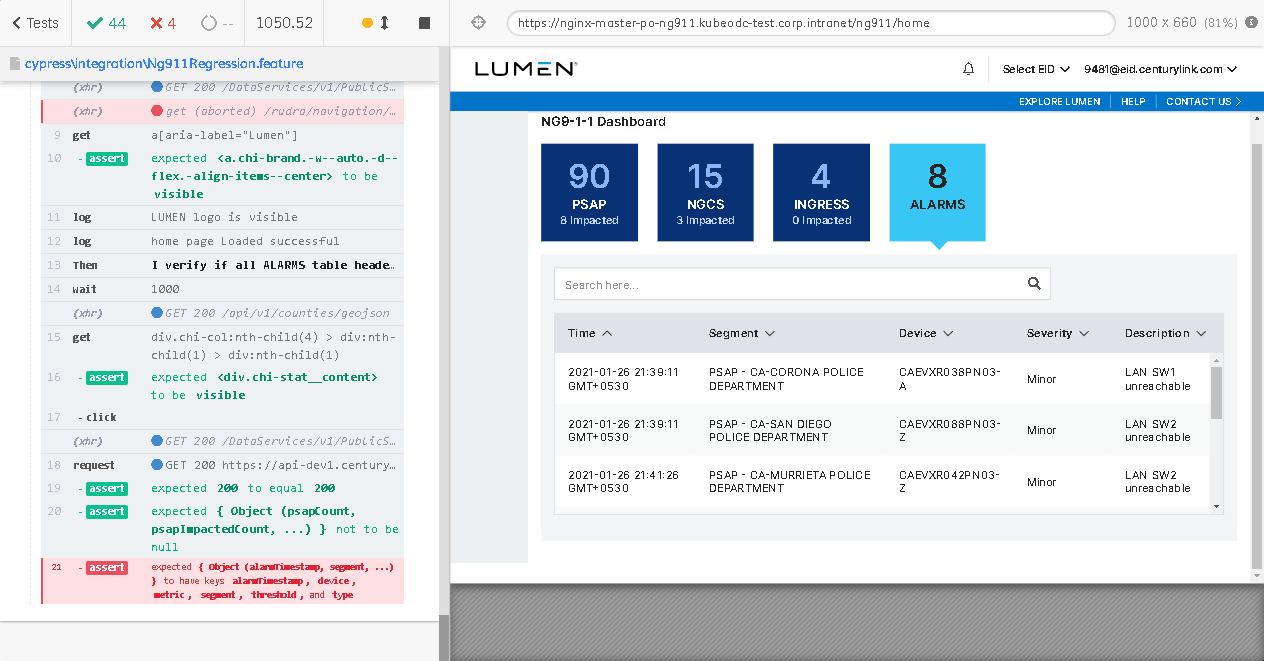 Tests 44 4 -- 1050.52
https://nginx-master-po-ng911.kubeodc-test.corp.intranet/ng911/home
1000 x 660 (81%)
cypress\integration\Ng911Regression.feature
(xhr) GET 200 /DataServices/v1/PublicS…
(xhr) get (aborted) /rudra/navigation/…
9 get a[aria-label="Lumen"]
10 - assert expected <a.chi-brand.-w--auto.-d--
flex.-align-items--center> to be
visible
11 log LUMEN logo is visible
12 log home page Loaded successful
13 Then I verify if all ALARMS table heade…
14 wait 1000
(xhr) GET 200 /api/v1/counties/geojson
15 get div.chi-col:nth-child(4) > div:nth-
child(1) > div:nth-child(1)
16 - assert expected <div.chi-stat__content>
to be visible
17 - click
(xhr) GET 200 /DataServices/v1/PublicS…
18 request GET 200 https://api-dev1.century…
19 - assert expected 200 to equal 200
20 - assert expected { Object (psapCount,
psapImpactedCount, ...) } not to be
null
21 - assert expected { Object (alarmTimestamp, segment, ...)
} to have keys alarmTimestamp, device,
metric, segment, threshold, and type
LUMEN®
Select EID
9481@eid.centurylink.com
EXPLORE LUMEN
HELP
CONTACT US
NG9-1-1 Dashboard
90
PSAP
8 Impacted
15
NGCS
3 Impacted
4
INGRESS
0 Impacted
8
ALARMS
Search here...
Time Segment Device Severity Description
2021-01-26 21:39:11 PSAP - CA-CORONA POLICE CAEVXR038PN03- Minor LAN SW1
GMT+0530 DEPARTMENT A unreachable
2021-01-26 21:39:11 PSAP - CA-SAN DIEGO CAEVXR088PN03- Minor LAN SW2
GMT+0530 POLICE DEPARTMENT Z unreachable
2021-01-26 21:41:26 PSAP - CA-MURRIETA POLICE CAEVXR042PN03- Minor LAN SW2
GMT+0530 DEPARTMENT Z unreachable